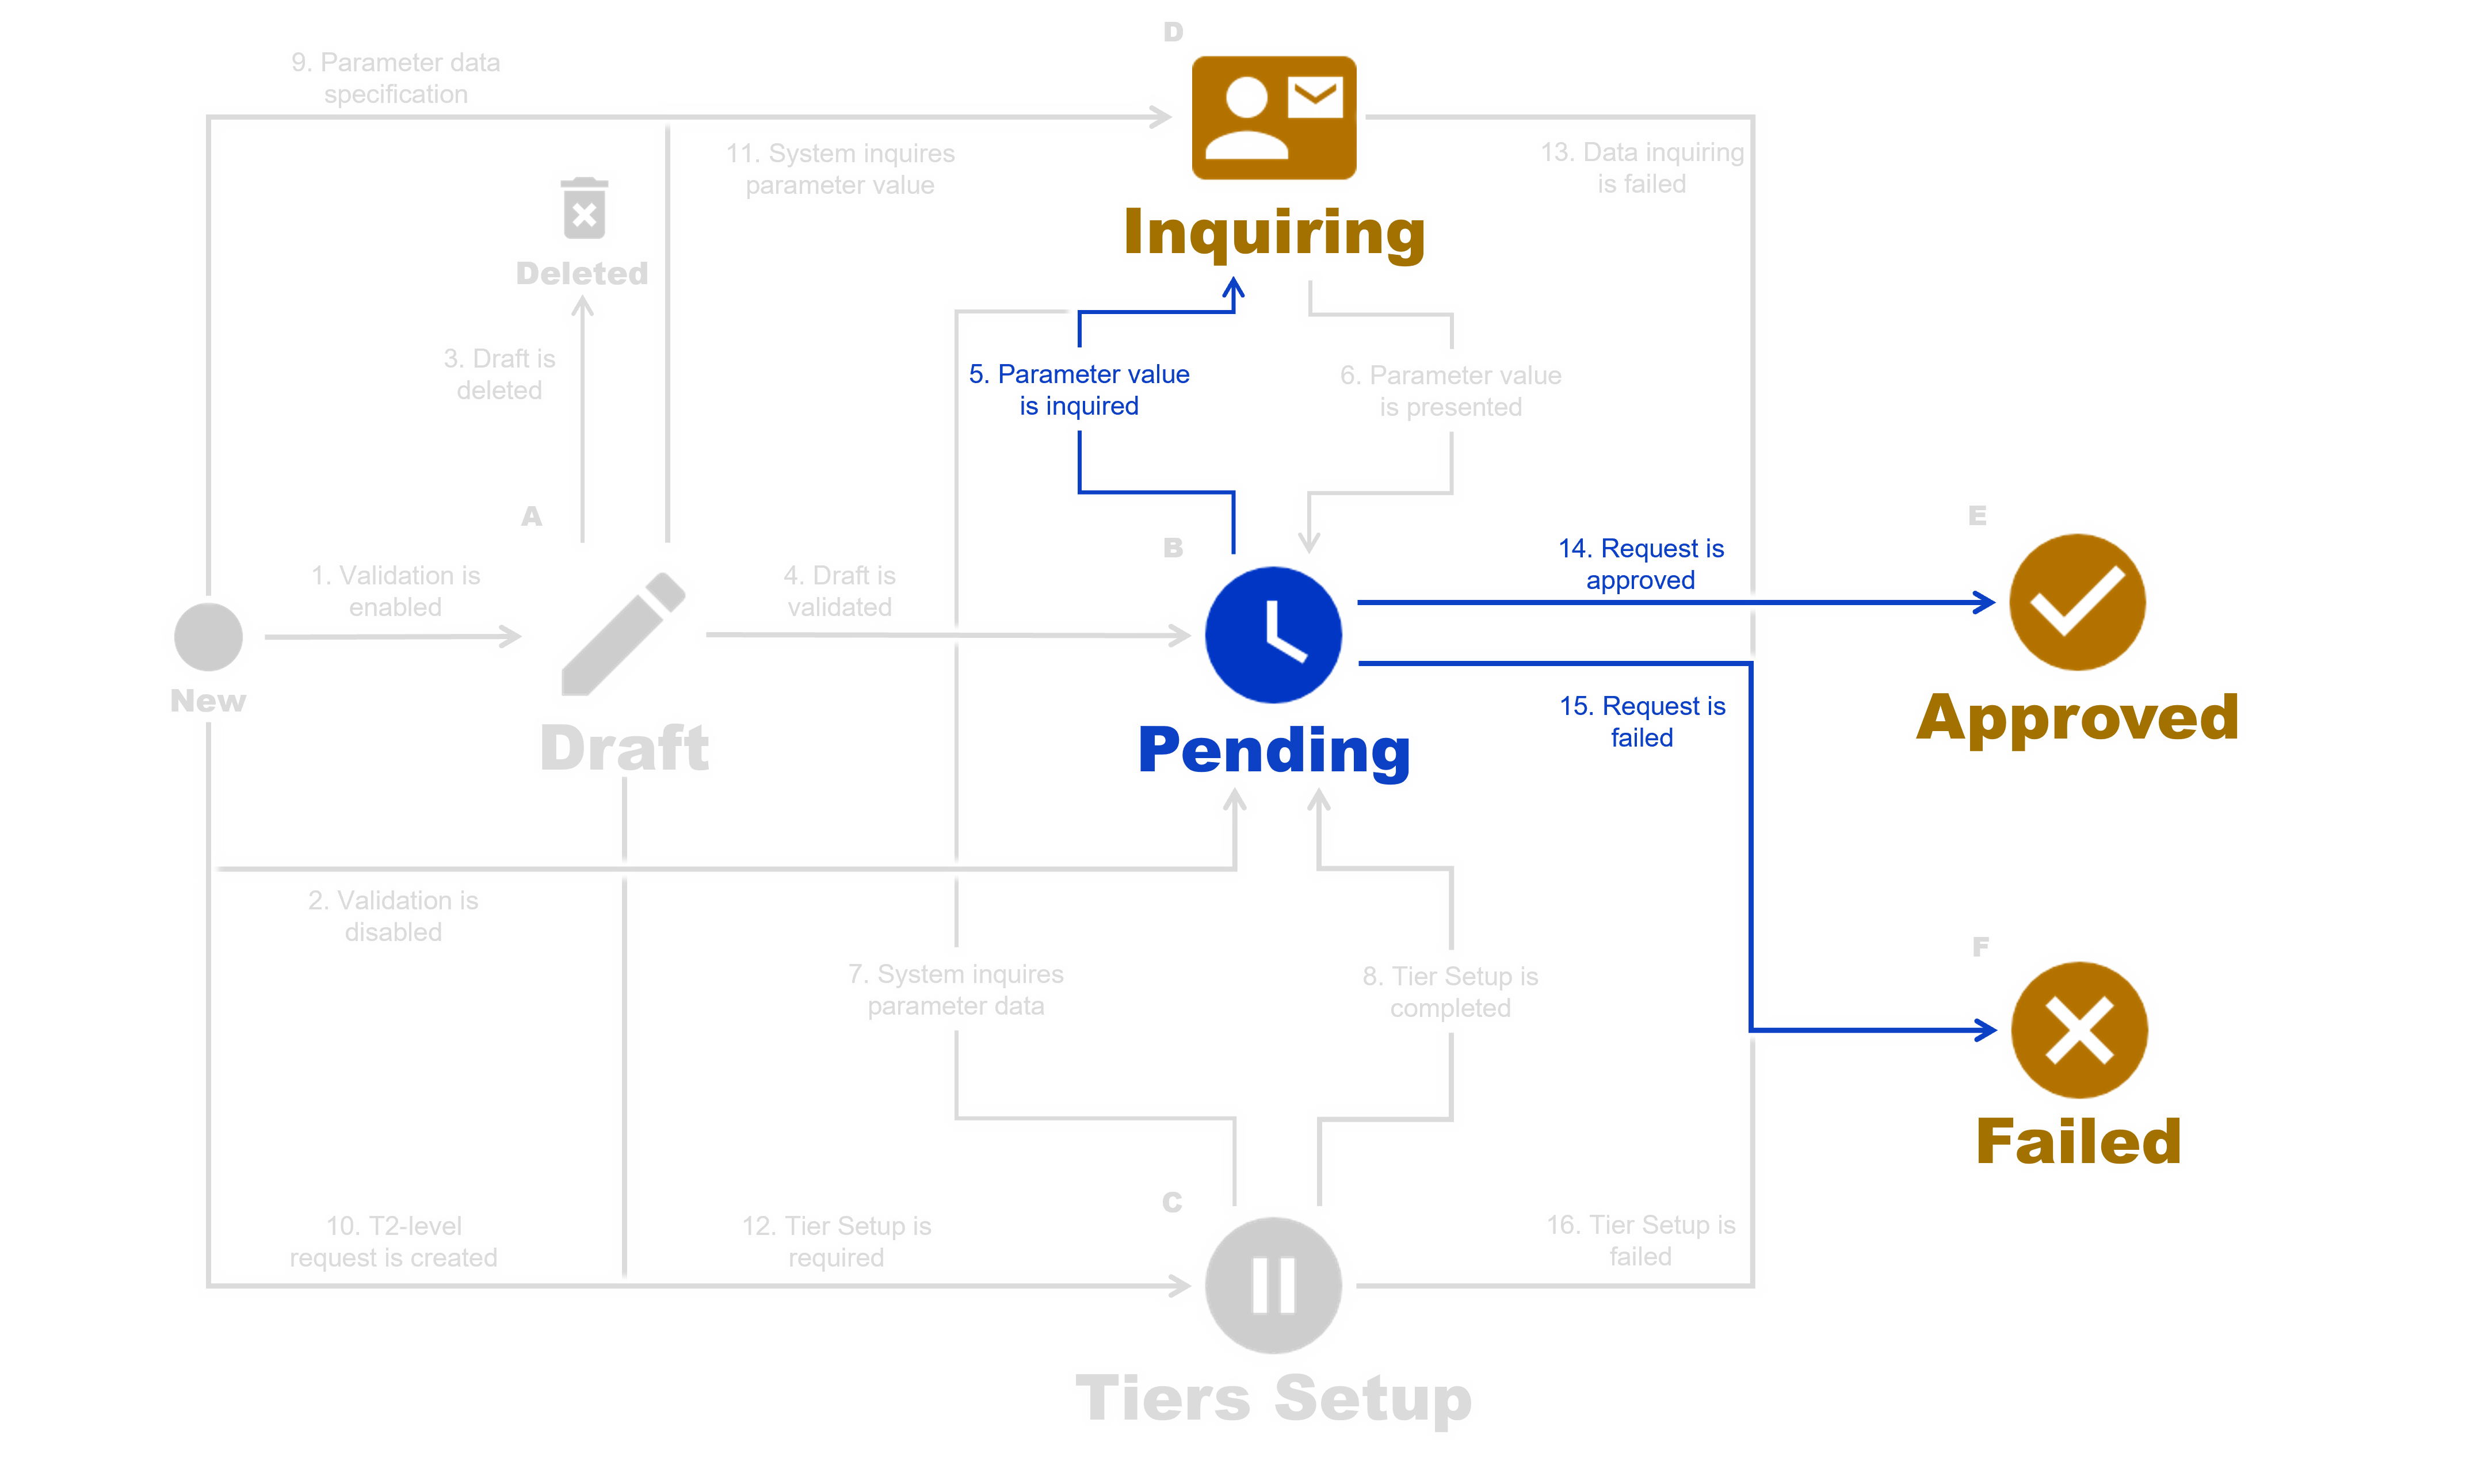 D
9. Parameter data
specification
11. System inquires
parameter value
13. Data inquiring
is failed
Inquiring
Deleted
3. Draft is
deleted
5. Parameter value
is inquired
6. Parameter value
is presented
A
B
E
1. Validation is
enabled
4. Draft is
validated
14. Request is
approved
New
Draft
Pending
15. Request is
failed
Approved
2. Validation is
disabled
7. System inquires
parameter data
8. Tier Setup is
completed
F
Failed
C
10. T2-level
request is created
12. Tier Setup is
required
16. Tier Setup is
failed
Tiers Setup